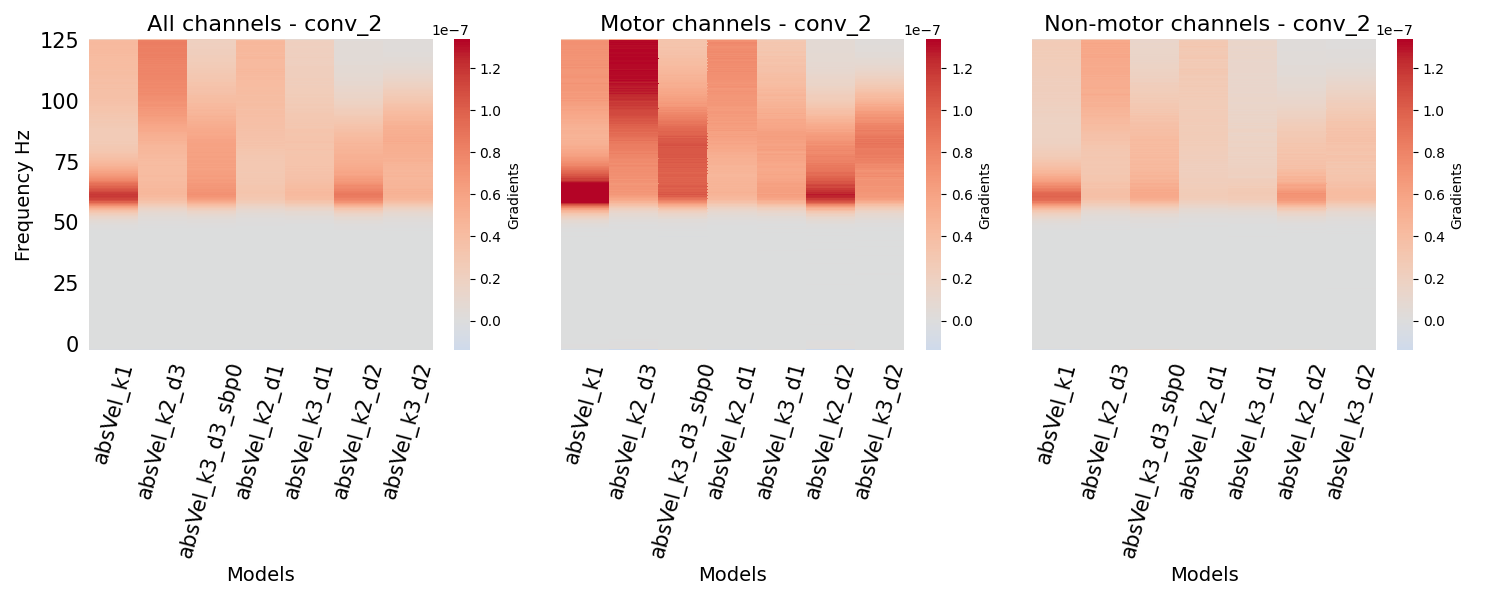 All channels - conv_2
1e−7
125
100
75
50
25
0
Frequency Hz
absVel_k1
absVel_k2_d3
absVel_k3_d3_sbp0
absVel_k2_d1
absVel_k3_d1
absVel_k2_d2
absVel_k3_d2
Models
1.2
1.0
0.8
0.6
0.4
0.2
0.0
Gradients
Motor channels - conv_2
1e−7
absVel_k1
absVel_k2_d3
absVel_k3_d3_sbp0
absVel_k2_d1
absVel_k3_d1
absVel_k2_d2
absVel_k3_d2
Models
1.2
1.0
0.8
0.6
0.4
0.2
0.0
Gradients
Non-motor channels - conv_2
1e−7
absVel_k1
absVel_k2_d3
absVel_k3_d3_sbp0
absVel_k2_d1
absVel_k3_d1
absVel_k2_d2
absVel_k3_d2
Models
1.2
1.0
0.8
0.6
0.4
0.2
0.0
Gradients